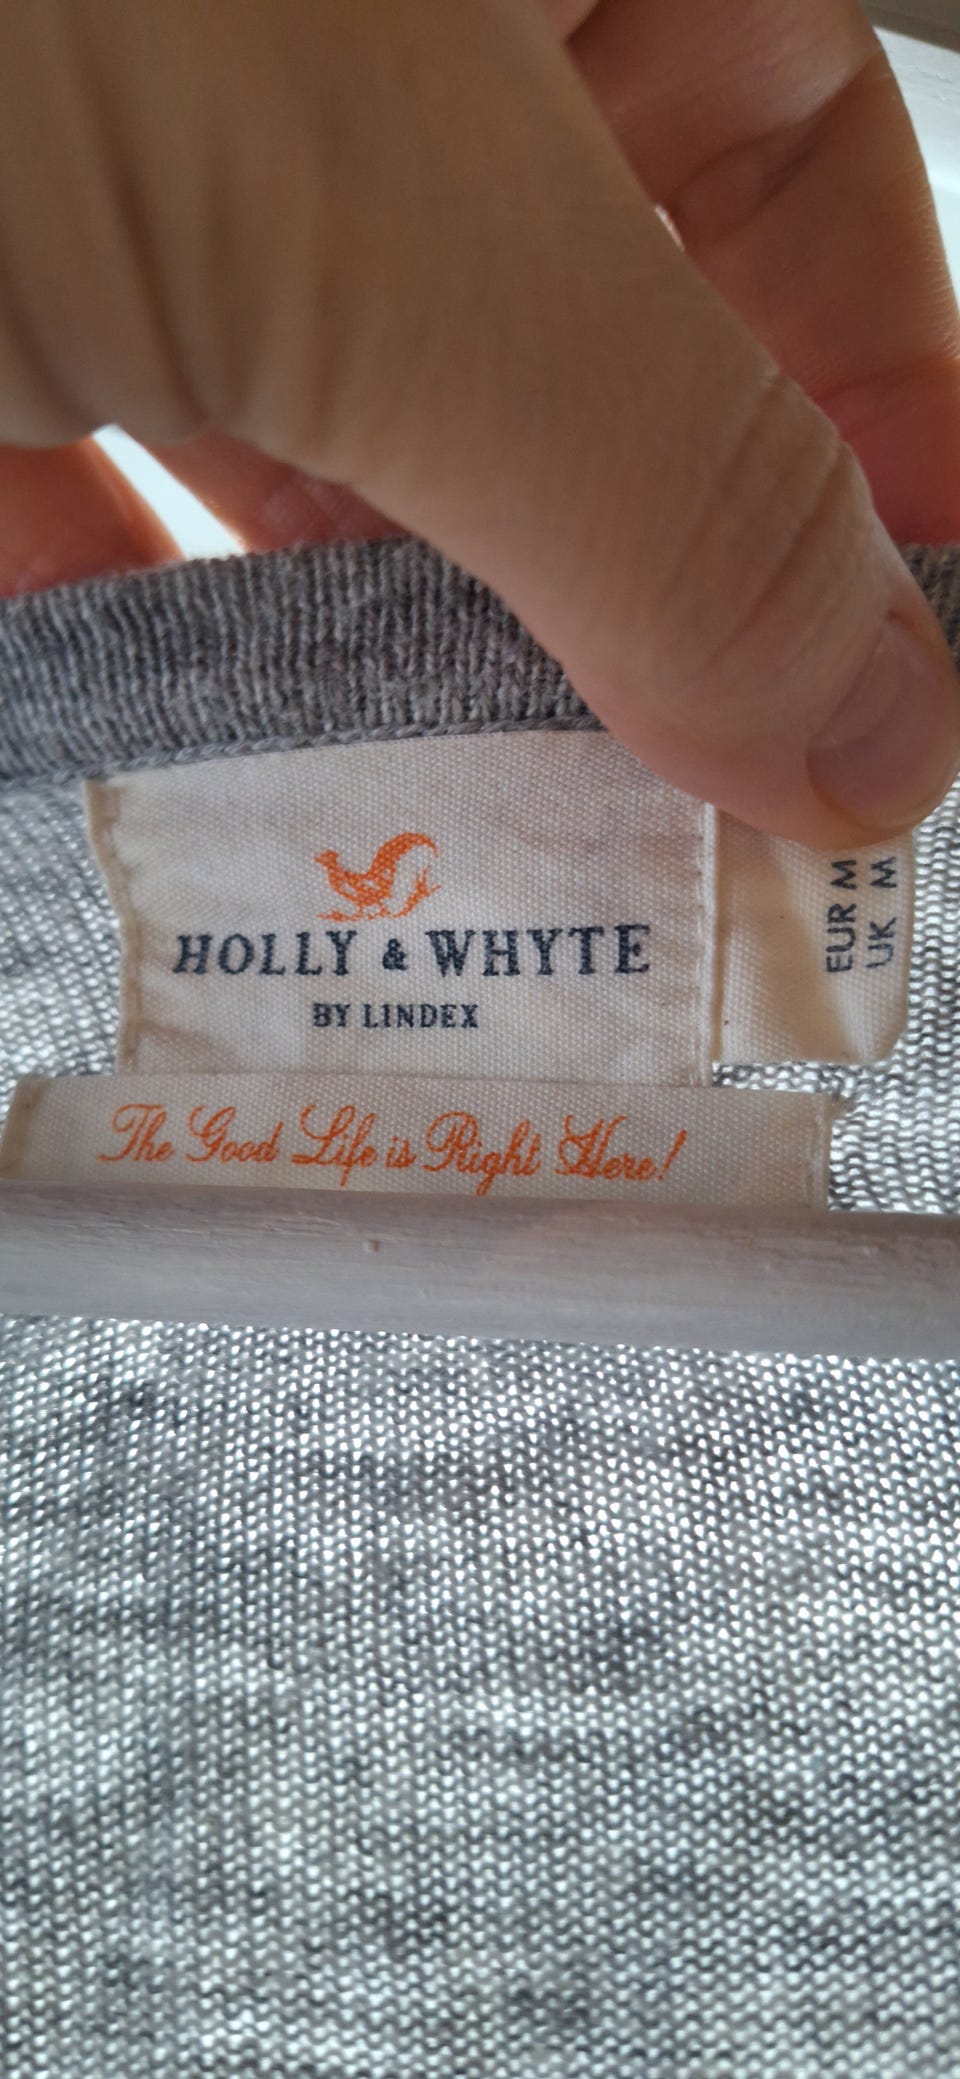 HOLLY & WHYTE
BY LINDEX
EUR M
UK M
The Good Life is Right Here!